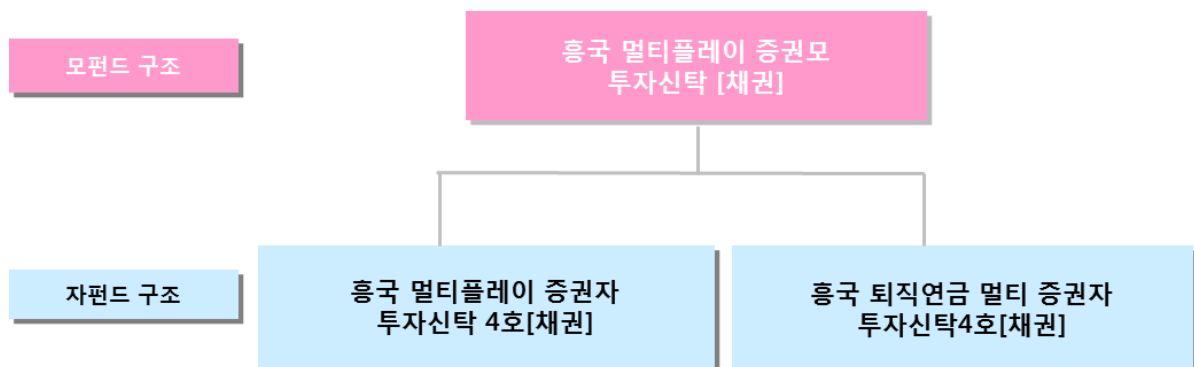 모펀드 구조
흥국 멀티플레이 증권모
투자신탁 [채권]
자펀드 구조
흥국 멀티플레이 증권자
투자신탁 4호[채권]
흥국 퇴직연금 멀티 증권자
투자신탁4호[채권]